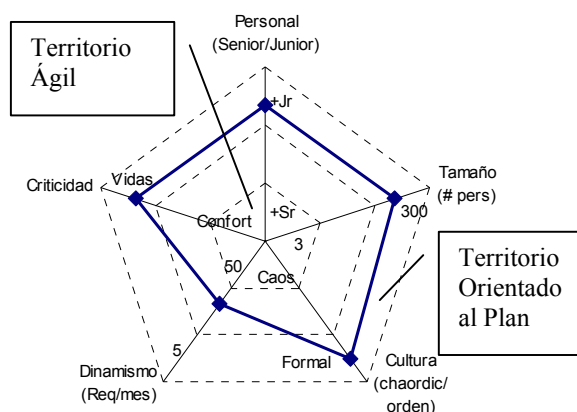 Territorio
Ágil
Personal
(Senior/Junior)
+Jr
Criticidad
Vidas
Tamaño
(# pers)
300
Confort
+Sr
3
50
Caos
Territorio
Orientado
al Plan
5
Formal
Dinamismo
(Req/mes)
Cultura
(chaordic/
orden)